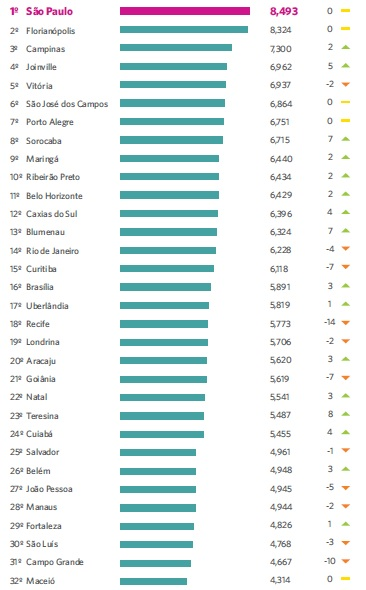 1º São Paulo 8,493 0
2º Florianópolis 8,324 0
3º Campinas 7,300 2
4º Joinville 6,962 5
5º Vitória 6,937 -2
6º São José dos Campos 6,864 0
7º Porto Alegre 6,751 0
8º Sorocaba 6,715 7
9º Maringá 6,440 2
10º Ribeirão Preto 6,434 2
11º Belo Horizonte 6,429 2
12º Caxias do Sul 6,396 4
13º Blumenau 6,324 7
14º Rio de Janeiro 6,228 -4
15º Curitiba 6,118 -7
16º Brasília 5,891 3
17º Uberlândia 5,819 1
18º Recife 5,773 -14
19º Londrina 5,706 -2
20º Aracaju 5,620 3
21º Goiânia 5,619 -7
22º Natal 5,541 3
23º Teresina 5,487 8
24º Cuiabá 5,455 4
25º Salvador 4,961 -1
26º Belém 4,948 3
27º João Pessoa 4,945 -5
28º Manaus 4,944 -2
29º Fortaleza 4,826 1
30º São Luís 4,768 -3
31º Campo Grande 4,667 -10
32º Maceió 4,314 0